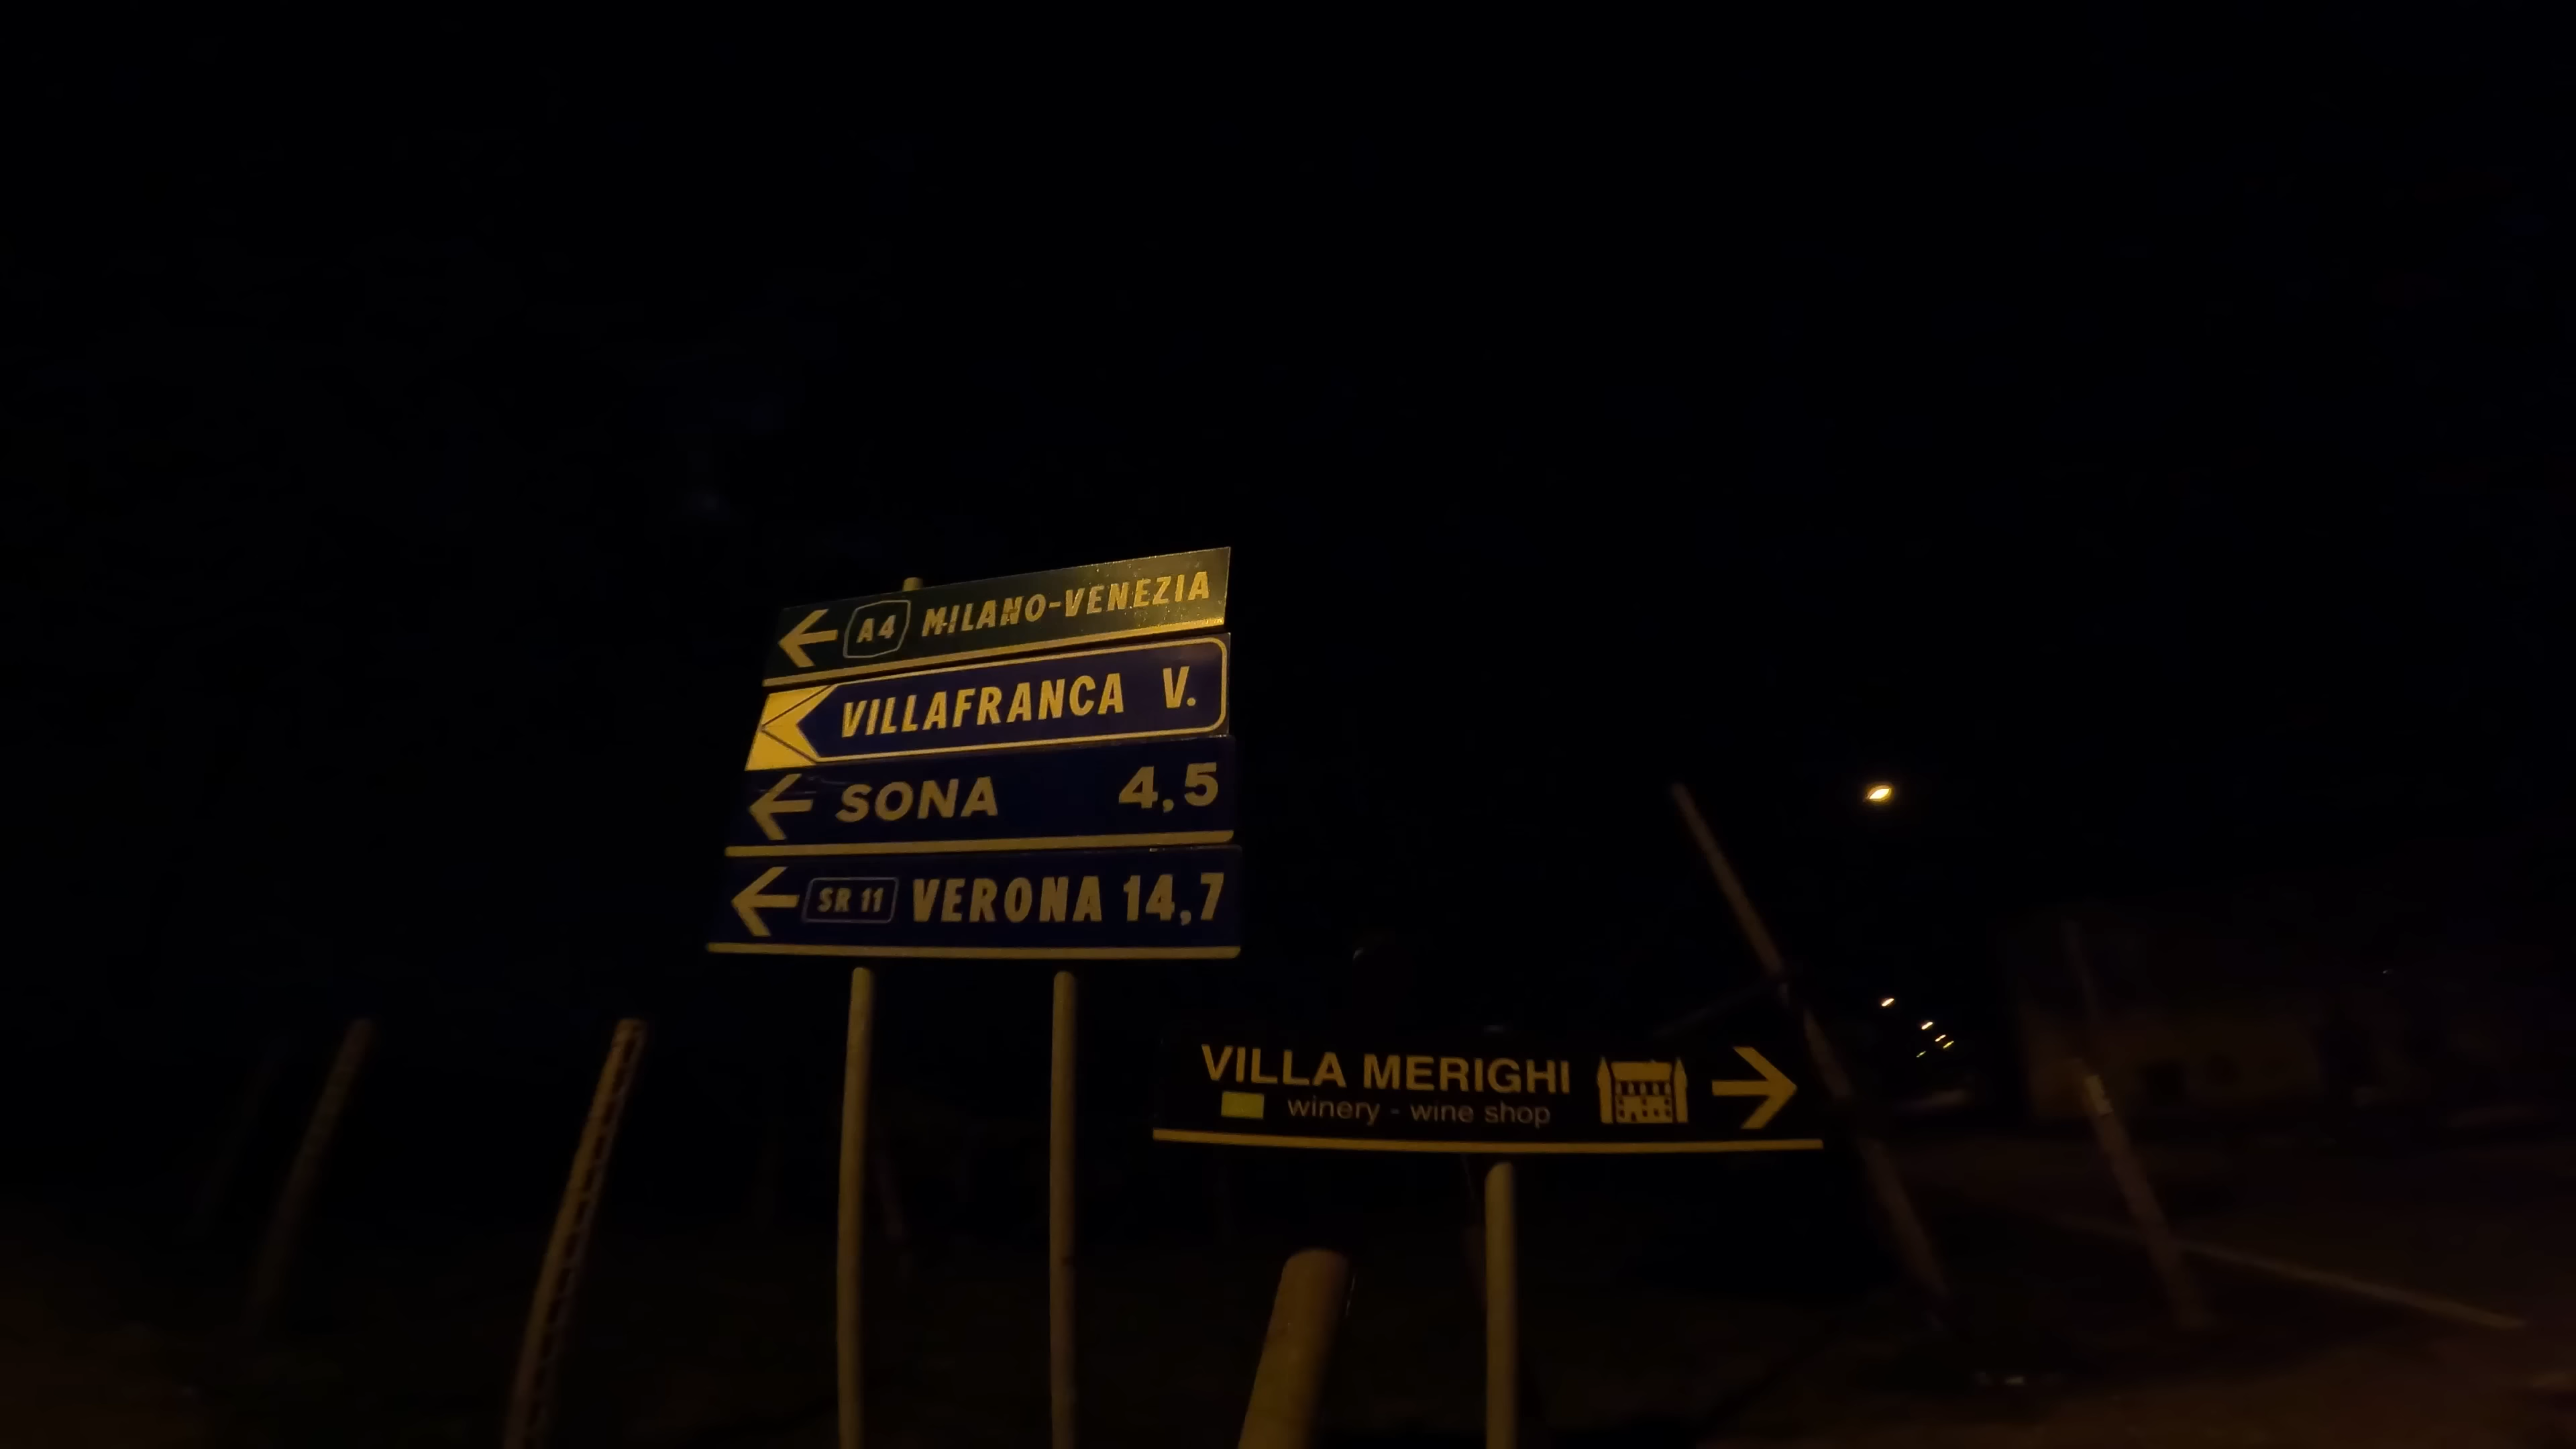 A4 MILANO-VENEZIA
VILLAFRANCA V.
SONA 4,5
SR 11 VERONA 14,7
VILLA MERIGHI
winery - wine shop